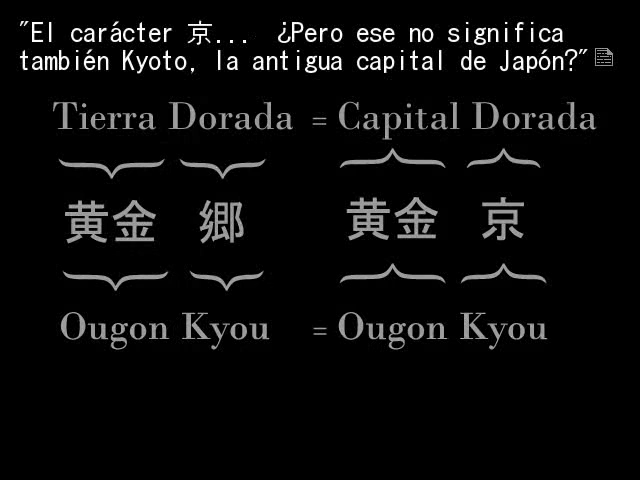 "El carácter 京... ¿Pero ese no significa
también Kyoto, la antigua capital de Japón?"
Tierra Dorada = Capital Dorada
黄金 郷 黄金 京
Ougon Kyou = Ougon Kyou